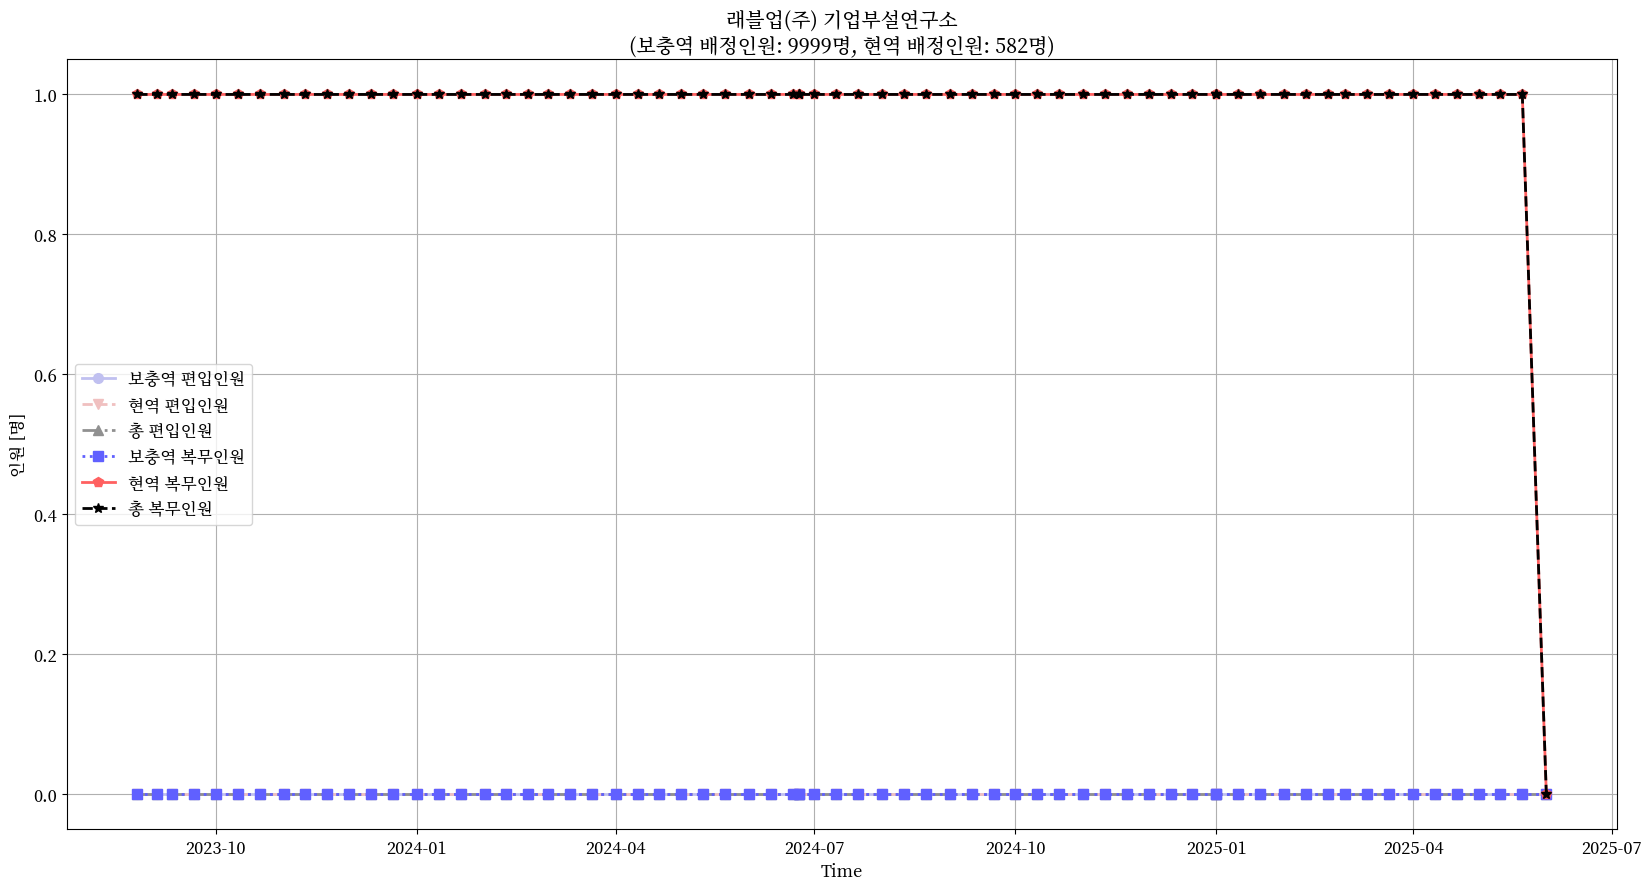 래블업(주) 기업부설연구소
(보충역 배정인원: 9999명, 현역 배정인원: 582명)
인원 [명]
1.0
0.8
0.6
0.4
0.2
0.0
보충역 편입인원
현역 편입인원
총 편입인원
보충역 복무인원
현역 복무인원
총 복무인원
2023-10 2024-01 2024-04 2024-07 2024-10 2025-01 2025-04 2025-07
Time